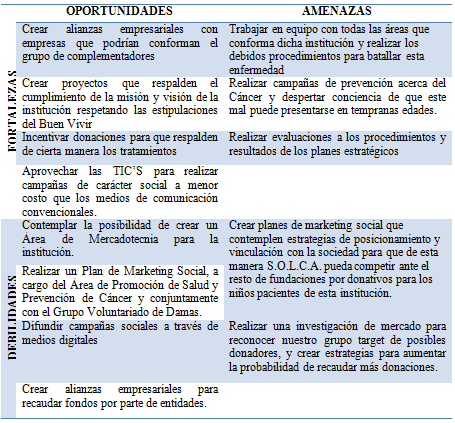 OPORTUNIDADES
AMENAZAS
FORTALEZAS
Crear alianzas empresariales con
empresas que podrían conforman el
grupo de complementadores
Trabajar en equipo con todas las áreas que
conforma dicha institución y realizar los
debidos procedimientos para batallar esta
enfermedad
Crear proyectos que respalden el
cumplimiento de la misión y visión de la
institución respetando las estipulaciones
del Buen Vivir
Realizar campañas de prevención acerca del
Cáncer y despertar conciencia de que este
mal puede presentarse en tempranas edades.
Incentivar donaciones para que respalden
de cierta manera los tratamientos
Realizar evaluaciones a los procedimientos y
resultados de los planes estratégicos
Aprovechar las TIC'S para realizar
campañas de carácter social a menor
costo que los medios de comunicación
convencionales.
DEBILIDADES
Contemplar la posibilidad de crear un
Area de Mercadotecnia para la
institución.
Crear planes de marketing social que
contemplen estrategias de posicionamiento y
vinculación con la sociedad para que de esta
manera S.O.L.C.A. pueda competir ante el
resto de fundaciones por donativos para los
niños pacientes de esta institución.
Realizar un Plan de Marketing Social, a
cargo del Area de Promoción de Salud y
Prevención de Cáncer y conjuntamente
con el Grupo Voluntariado de Damas.
Difundir campañas sociales a través de
medios digitales
Realizar una investigación de mercado para
reconocer nuestro grupo target de posibles
donadores, y crear estrategias para aumentar
la probabilidad de recaudar más donaciones.
Crear alianzas empresariales para
recaudar fondos por parte de entidades.